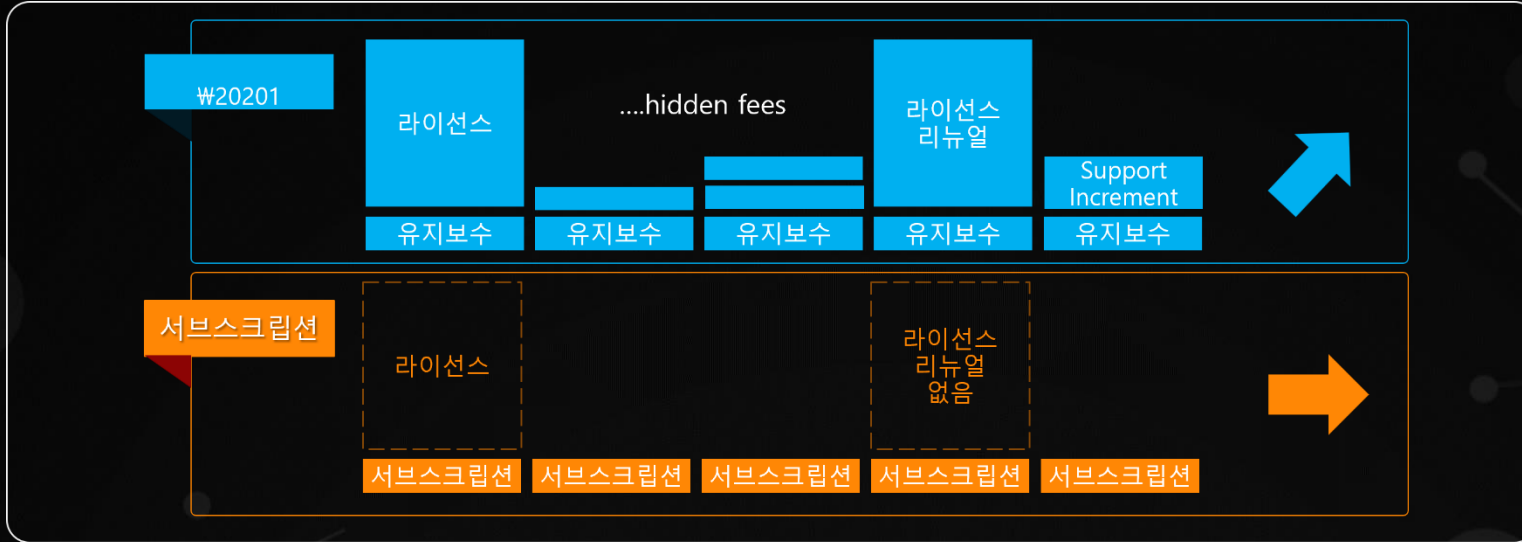 ₩20201
라이선스
....hidden fees
라이선스
리뉴얼
Support
Increment
유지보수
유지보수
유지보수
유지보수
유지보수
서브스크립션
라이선스
라이선스
리뉴얼
없음
서브스크립션
서브스크립션
서브스크립션
서브스크립션
서브스크립션